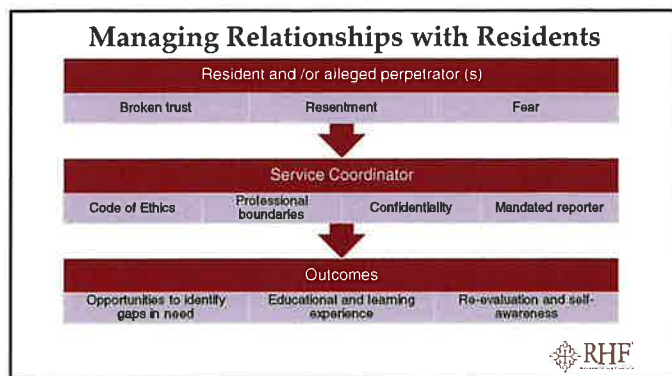 Managing Relationships with Residents
Resident and /or alleged perpetrator (s)
Broken trust Resentment Fear
Service Coordinator
Code of Ethics Professional boundaries Confidentiality Mandated reporter
Outcomes
Opportunities to identify gaps in need Educational and learning experience Re-evaluation and self-awareness
RHF